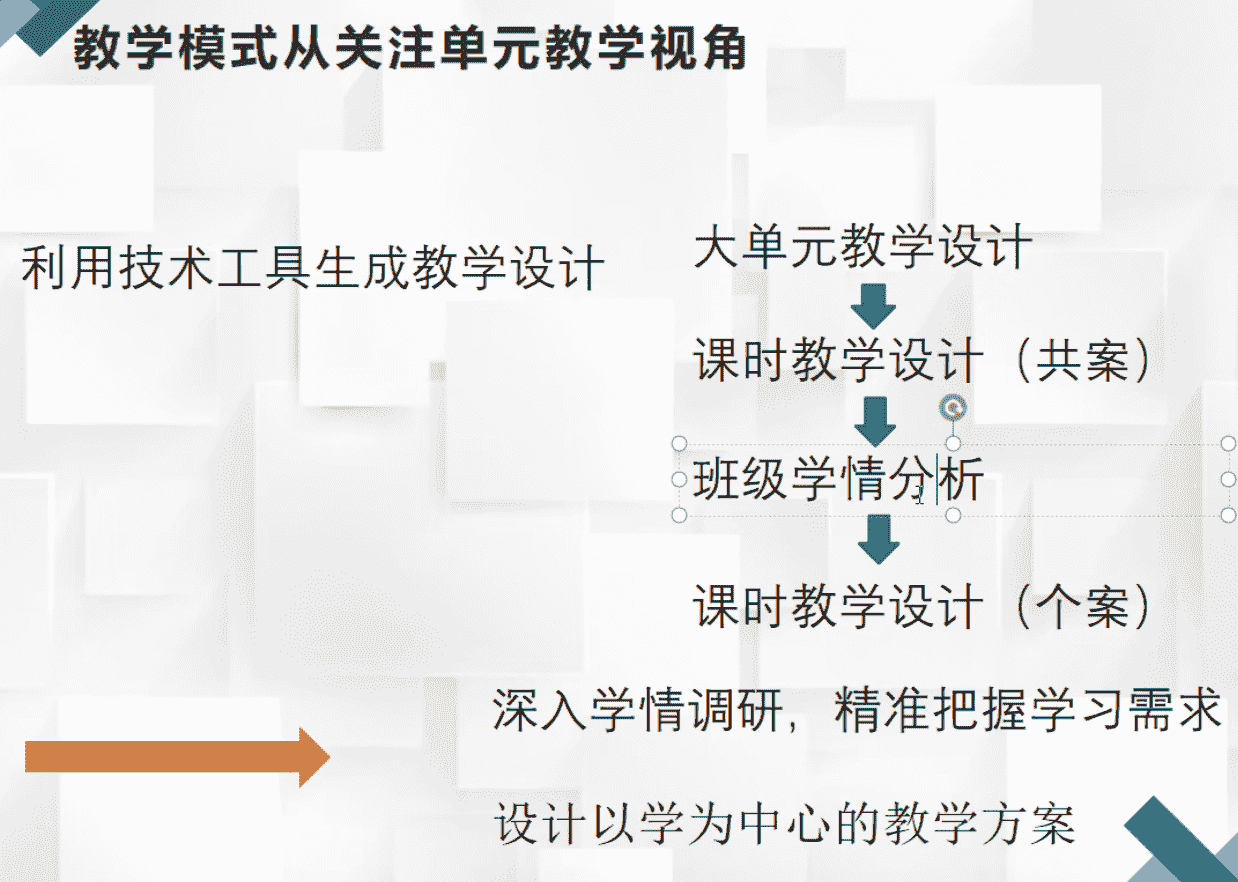 教学模式从关注单元教学视角
利用技术工具生成教学设计
大单元教学设计
课时教学设计（共案）
班级学情分析
课时教学设计（个案）
深入学情调研，精准把握学习需求
设计以学为中心的教学方案